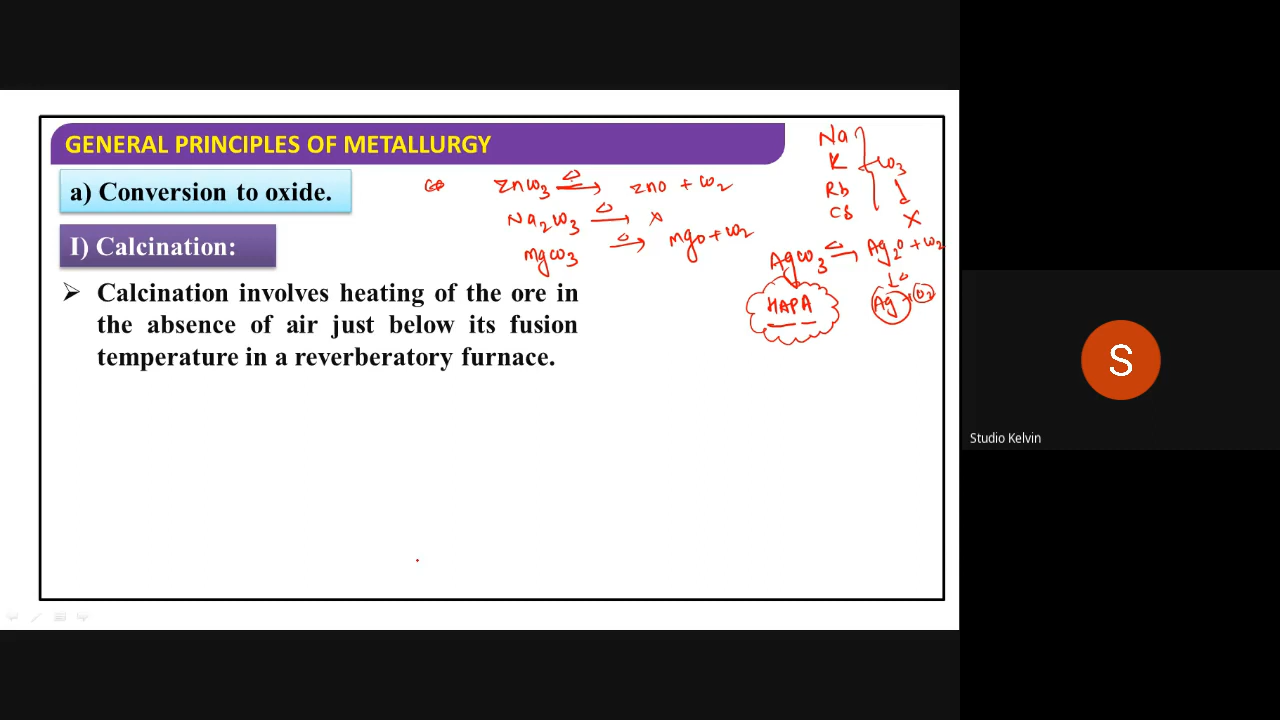 GENERAL PRINCIPLES OF METALLURGY
a) Conversion to oxide.
I) Calcination:
➢ Calcination involves heating of the ore in
the absence of air just below its fusion
temperature in a reverberatory furnace.
ZnCO3 Δ→ ZnO + CO2
Na2CO3 Δ→ ×
MgCO3 Δ→ MgO + CO2
Na
K
Rb
Cs
CO3
X
AgCO3 Δ→ Ag2O + CO2
↓Δ
Ag + O2
HAPA
S
Studio Kelvin